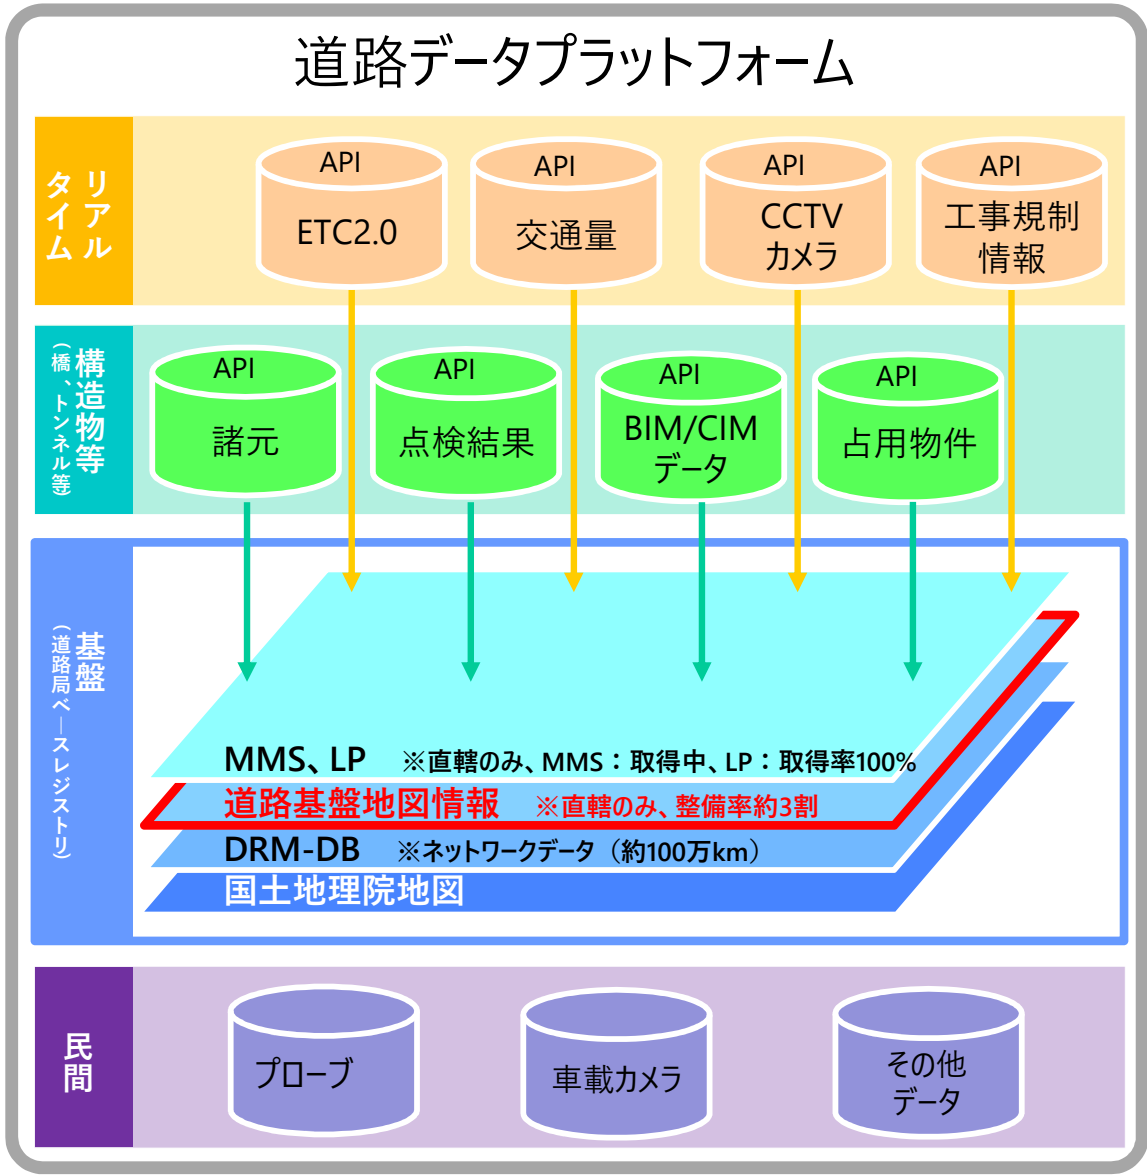 道路データプラットフォーム
リアル
タイム
API
ETC2.0
API
交通量
API
CCTV
カメラ
API
工事規制
情報
構造物等
（橋、トンネル等）
API
諸元
API
点検結果
API
BIM/CIM
データ
API
占用物件
基盤
（道路局ベースレジストリ）
MMS、LP ※直轄のみ、MMS：取得中、LP：取得率100%
道路基盤地図情報 ※直轄のみ、整備率約3割
DRM-DB ※ネットワークデータ（約100万km）
国土地理院地図
民間
プローブ
車載カメラ
その他
データ